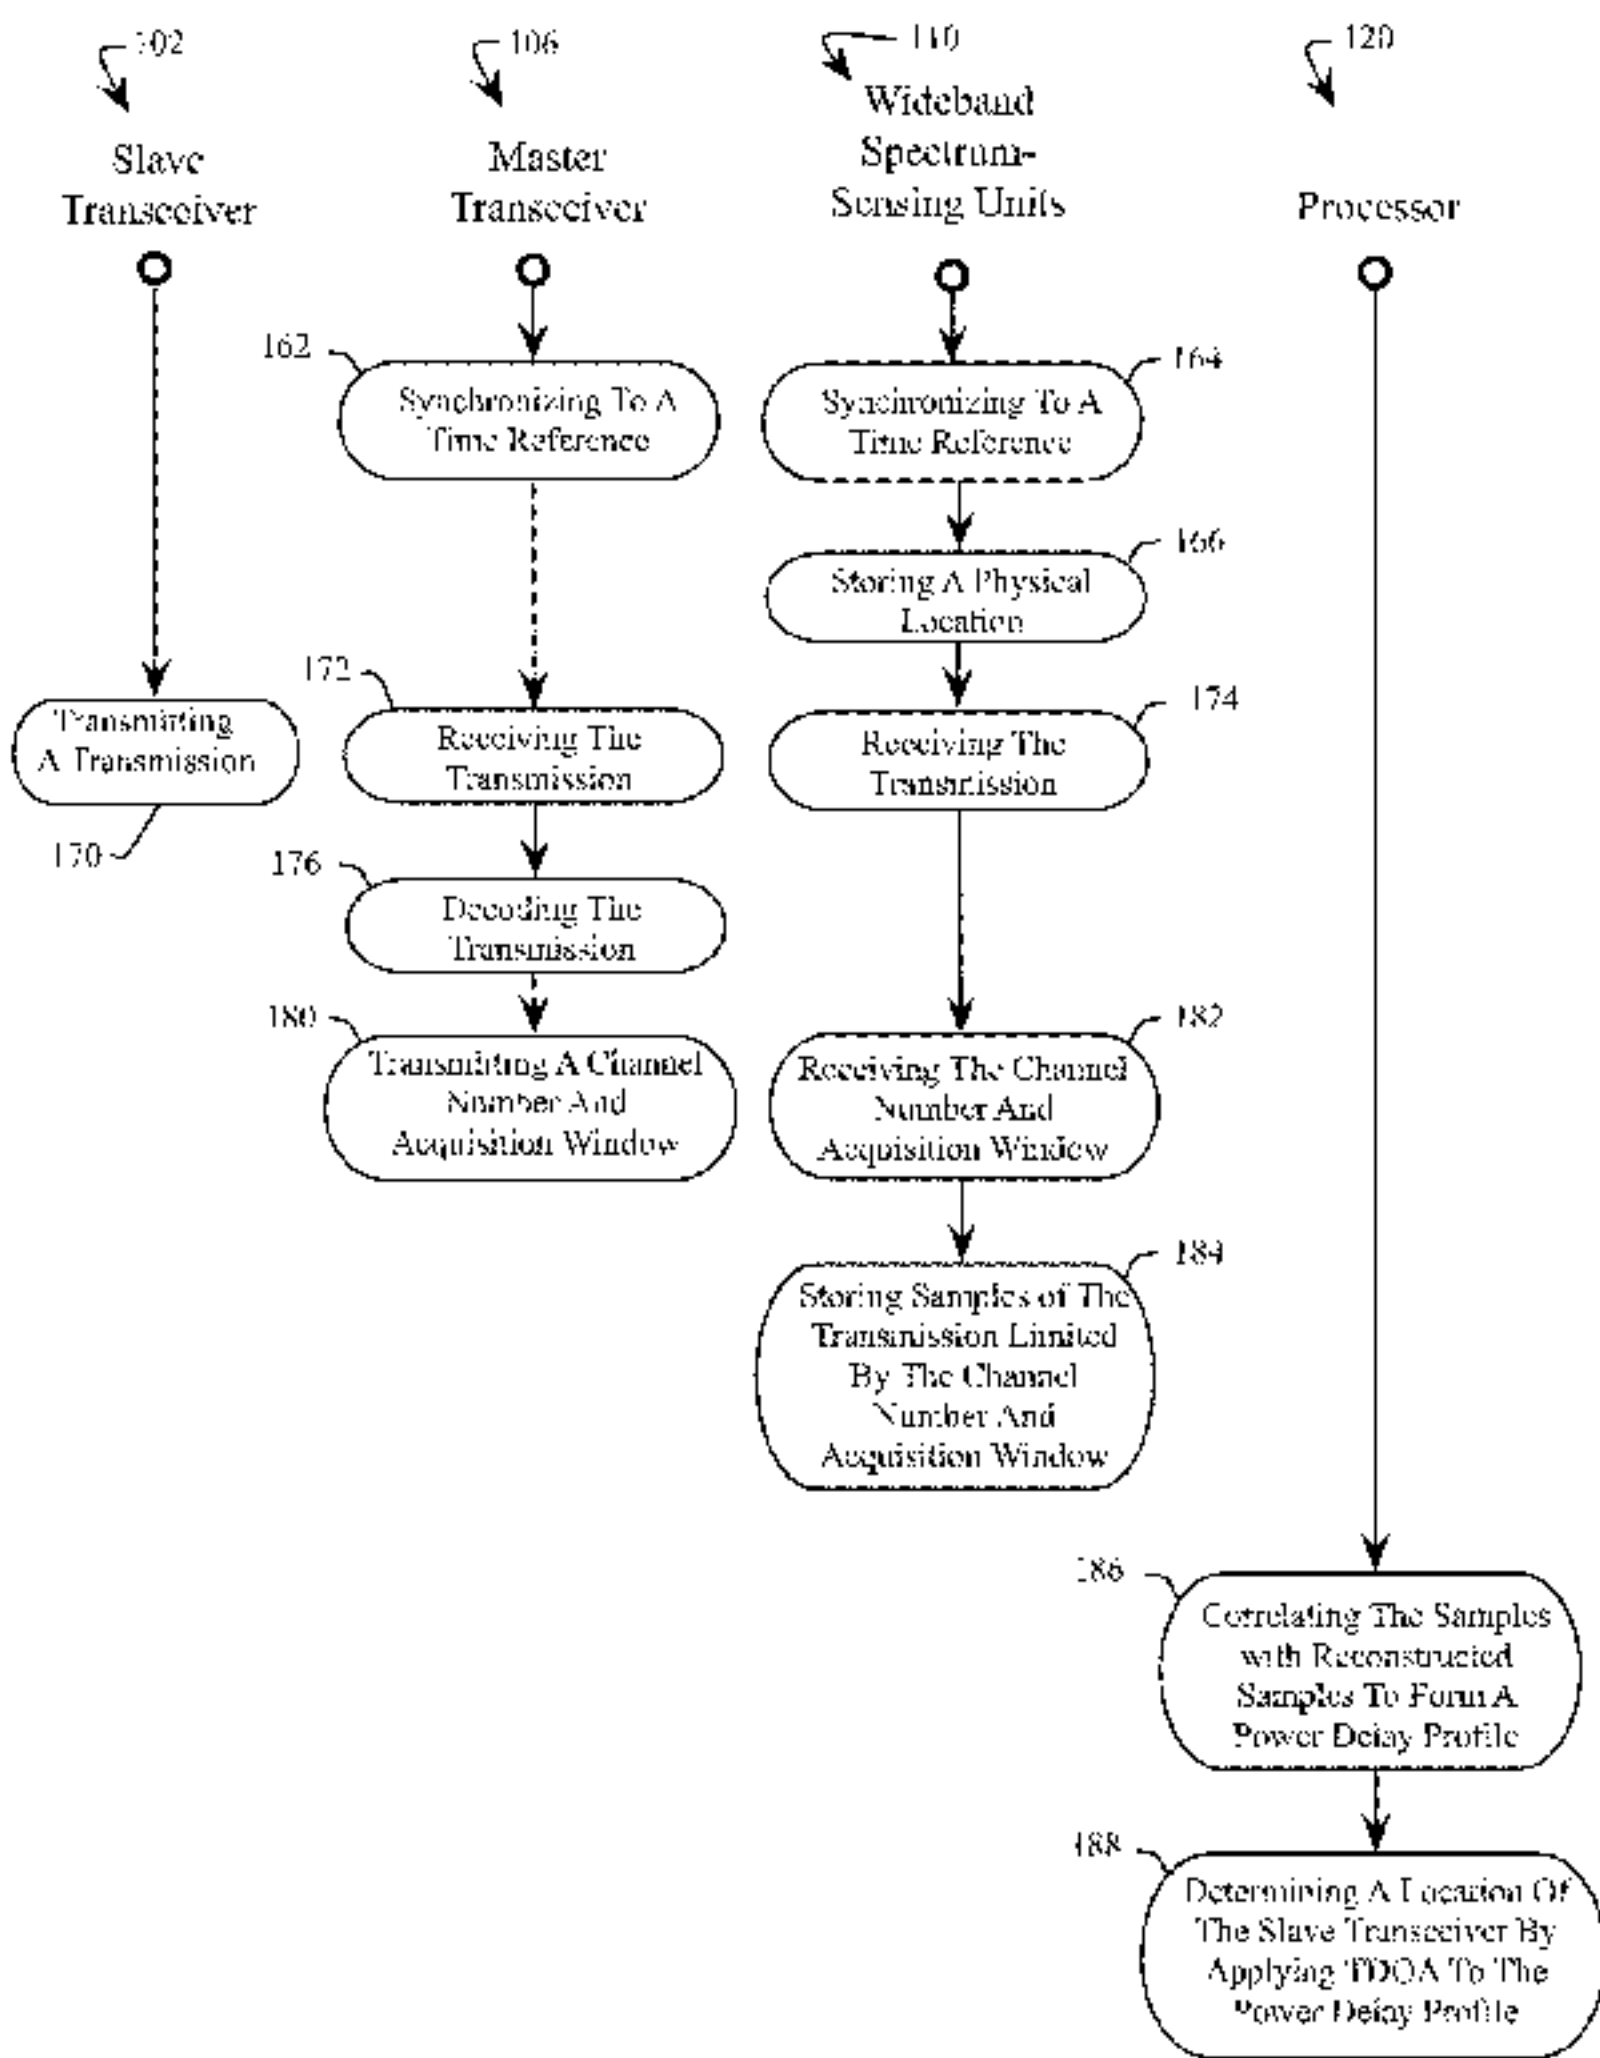 102
106
110
120
Slave
Transceiver
Master
Transceiver
Wideband
Spectrum-
Sensing Units
Processor
162
Synchronizing To A
Time Reference
164
Synchronizing To A
Time Reference
166
Storing A Physical
Location
Transmitting
A Transmission
170
172
Receiving The
Transmission
174
Receiving The
Transmission
176
Decoding The
Transmission
180
Transmitting A Channel
Number And
Acquisition Window
182
Receiving The Channel
Number And
Acquisition Window
184
Storing Samples of The
Transmission Limited
By The Channel
Number And
Acquisition Window
186
Correlating The Samples
with Reconstructed
Samples To Form A
Power Delay Profile
188
Determining A Location Of
The Slave Transceiver By
Applying TDOA To The
Power Delay Profile